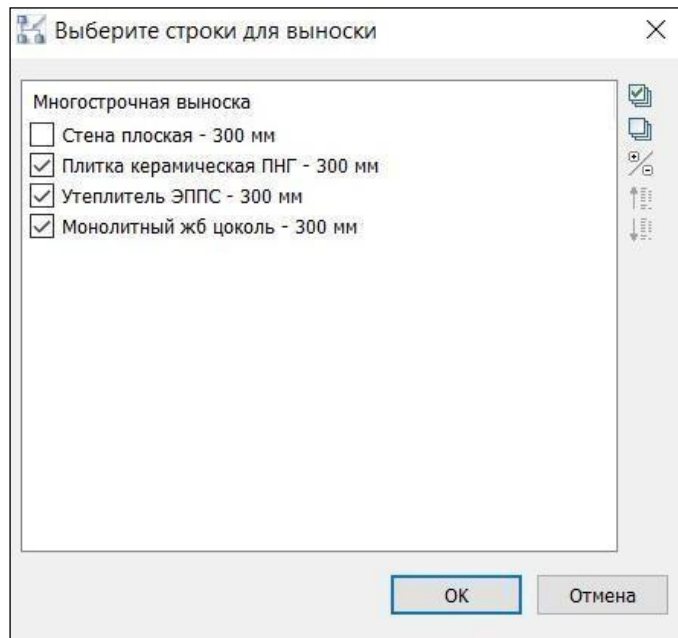 Выберите строки для выноски
Многострочная выноска
Стена плоская - 300 мм
Плитка керамическая ПНГ - 300 мм
Утеплитель ЭППС - 300 мм
Монолитный жб цоколь - 300 мм
ОК
Отмена